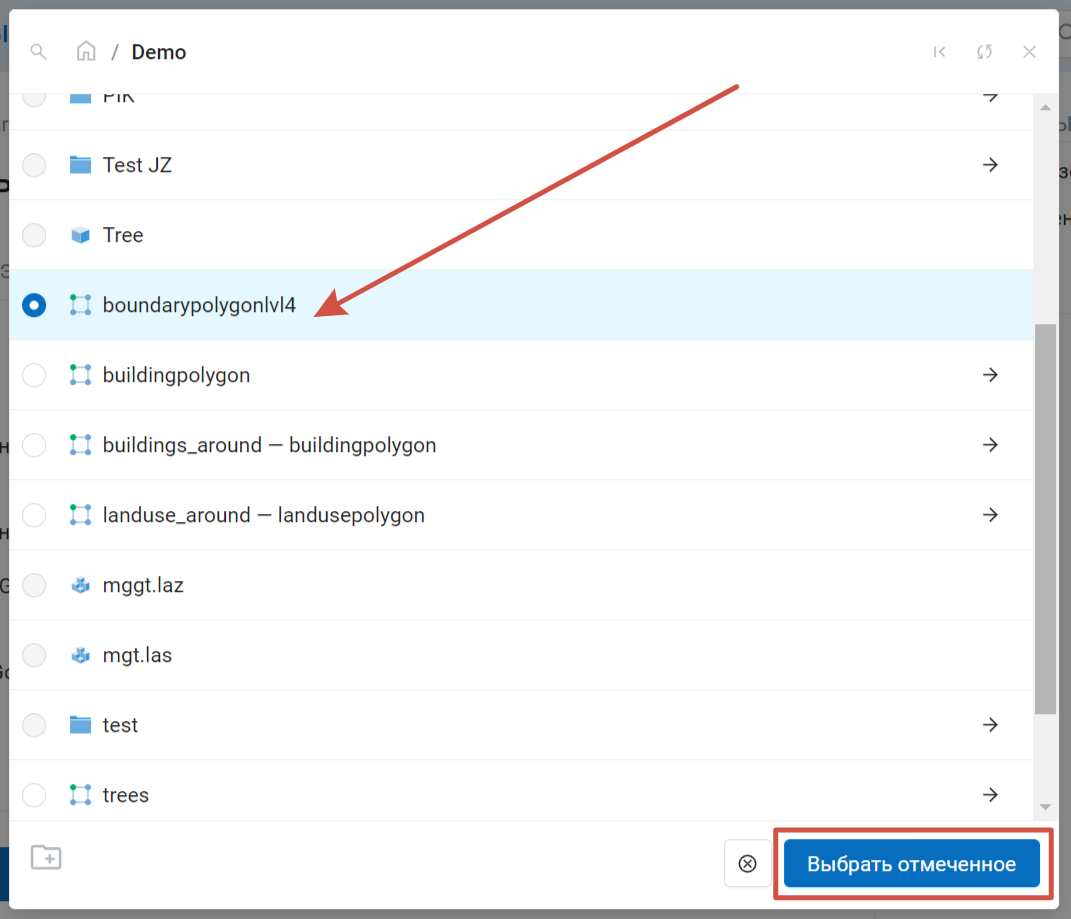 / Demo
PIK
Test JZ
Tree
boundarypolygonlvl4
buildingpolygon
buildings_around — buildingpolygon
landuse_around — landusepolygon
mggt.laz
mgt.las
test
trees
Выбрать отмеченное